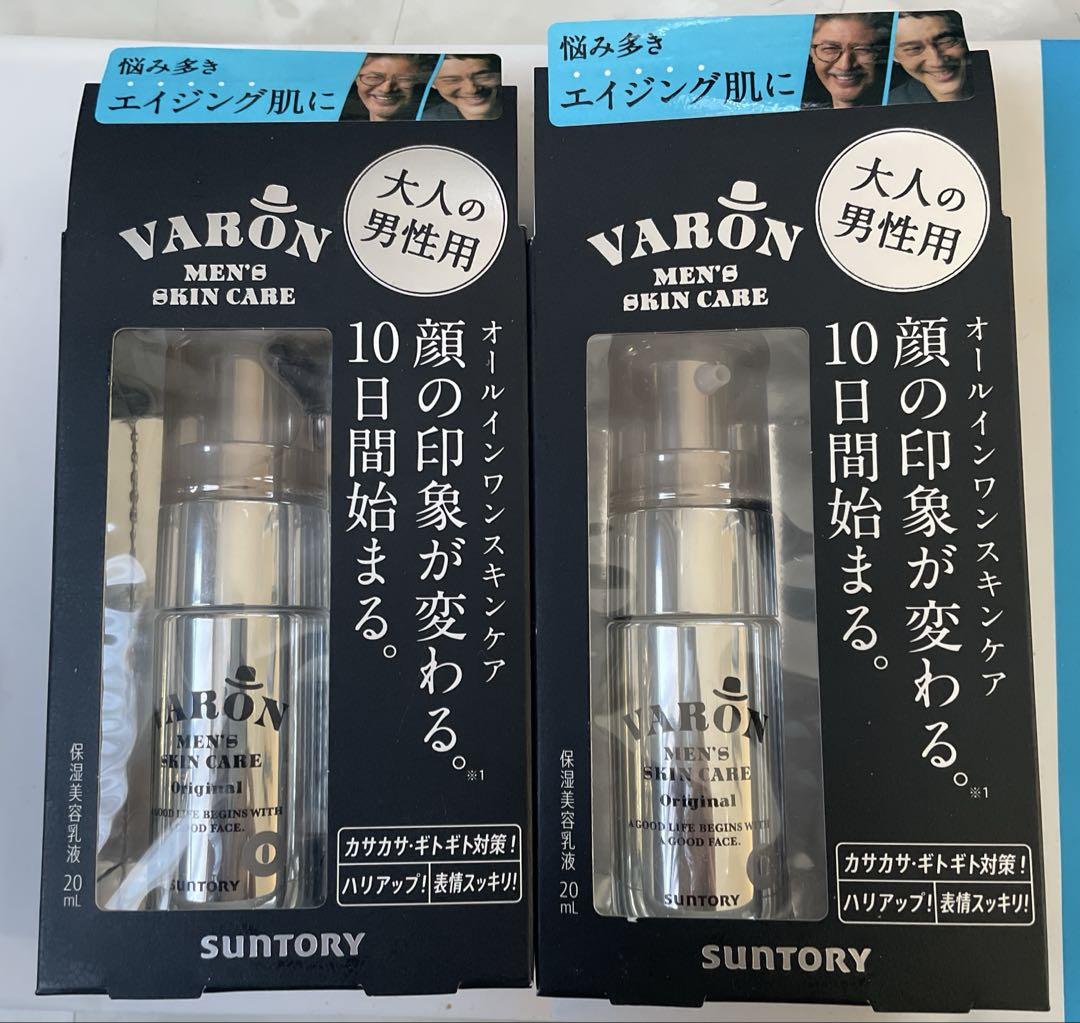 悩み多き
エイジング肌に
大人の
男性用
VARON
MEN'S
SKIN CARE
オールインワンスキンケア
顔の印象が変わる。※1
10日間始まる。
VARON
MEN'S
SKIN CARE
Original
A GOOD LIFE BEGINS WITH
A GOOD FACE.
O
SUNTORY
保湿美容乳液 20mL
カサカサ・ギトギト対策!
ハリアップ! 表情スッキリ!
SUNTORY
悩み多き
エイジング肌に
大人の
男性用
VARON
MEN'S
SKIN CARE
オールインワンスキンケア
顔の印象が変わる。※1
10日間始まる。
VARON
MEN'S
SKIN CARE
Original
A GOOD LIFE BEGINS WITH
A GOOD FACE.
SUNTORY
保湿美容乳液 20mL
カサカサ・ギトギト対策!
ハリアップ! 表情スッキリ!
SUNTORY